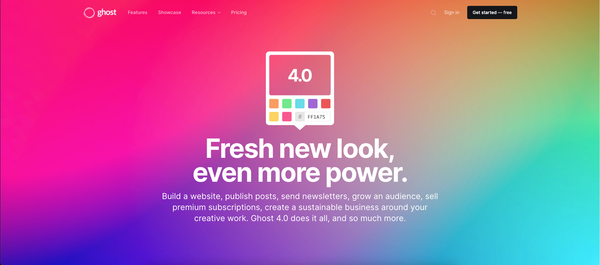 ghost
Features Showcase Resources Pricing
Sign In Get started — free
4.0
# FF1A75
Fresh new look,
even more power.
Build a website, publish posts, send newsletters, grow an audience, sell
premium subscriptions, create a sustainable business around your
creative work. Ghost 4.0 does it all, and so much more.